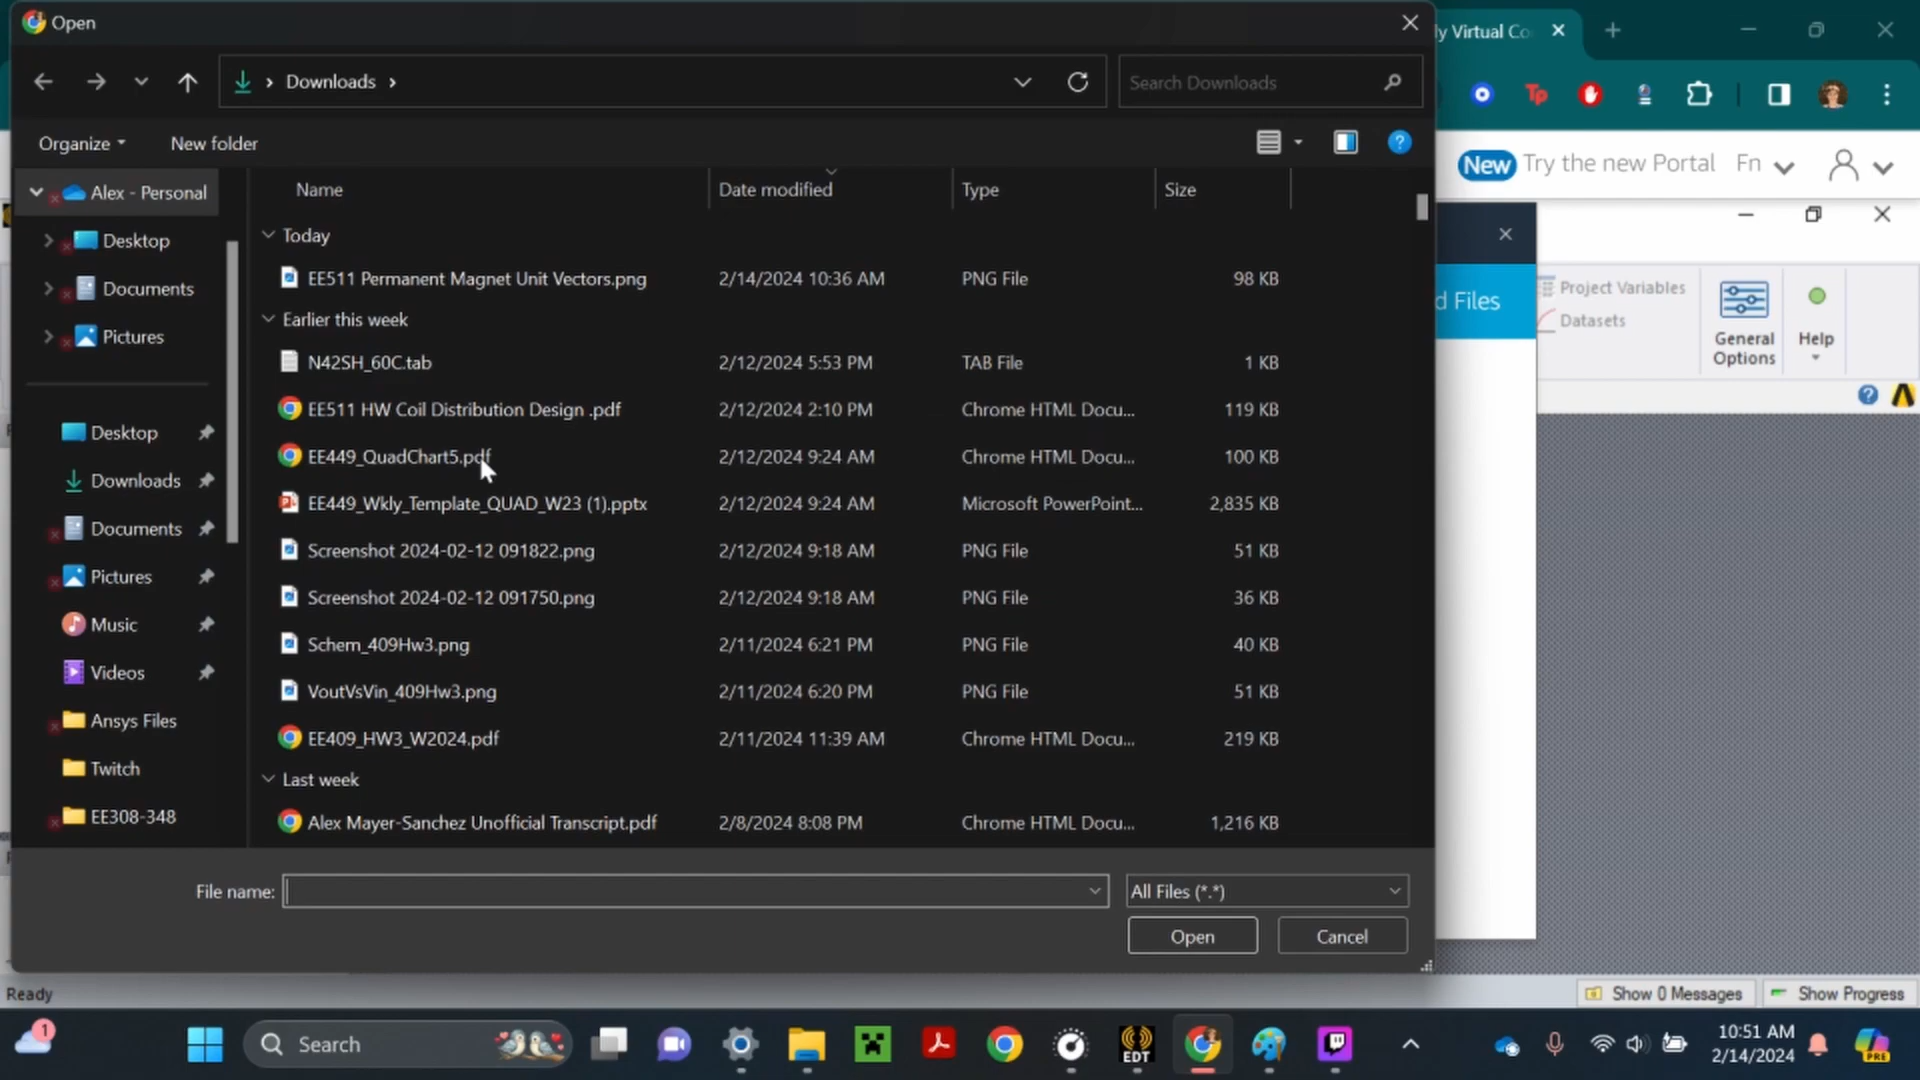 Open
ly Virtual Co
Downloads
Search Downloads
Organize
New folder
New
Try the new Portal
Fn
Alex - Personal
Desktop
Documents
Pictures
Desktop
Downloads
Documents
Pictures
Music
Videos
Ansys Files
Twitch
EE308-348
Name Date modified Type Size
Today
EE511 Permanent Magnet Unit Vectors.png 2/14/2024 10:36 AM PNG File 98 KB
Earlier this week
N42SH_60C.tab 2/12/2024 5:53 PM TAB File 1 KB
EE511 HW Coil Distribution Design .pdf 2/12/2024 2:10 PM Chrome HTML Docu... 119 KB
EE449_QuadChart5.pdf 2/12/2024 9:24 AM Chrome HTML Docu... 100 KB
EE449_Wkly_Template_QUAD_W23 (1).pptx 2/12/2024 9:24 AM Microsoft PowerPoint... 2,835 KB
Screenshot 2024-02-12 091822.png 2/12/2024 9:18 AM PNG File 51 KB
Screenshot 2024-02-12 091750.png 2/12/2024 9:18 AM PNG File 36 KB
Schem_409Hw3.png 2/11/2024 6:21 PM PNG File 40 KB
VoutVsVin_409Hw3.png 2/11/2024 6:20 PM PNG File 51 KB
EE409_HW3_W2024.pdf 2/11/2024 11:39 AM Chrome HTML Docu... 219 KB
Last week
Alex Mayer-Sanchez Unofficial Transcript.pdf 2/8/2024 8:08 PM Chrome HTML Docu... 1,216 KB
d Files
Project Variables
Datasets
General
Options
Help
File name:
All Files (*.*)
Open
Cancel
Ready
Show 0 Messages
Show Progress
1
Search
EDT
10:51 AM
2/14/2024
PRE